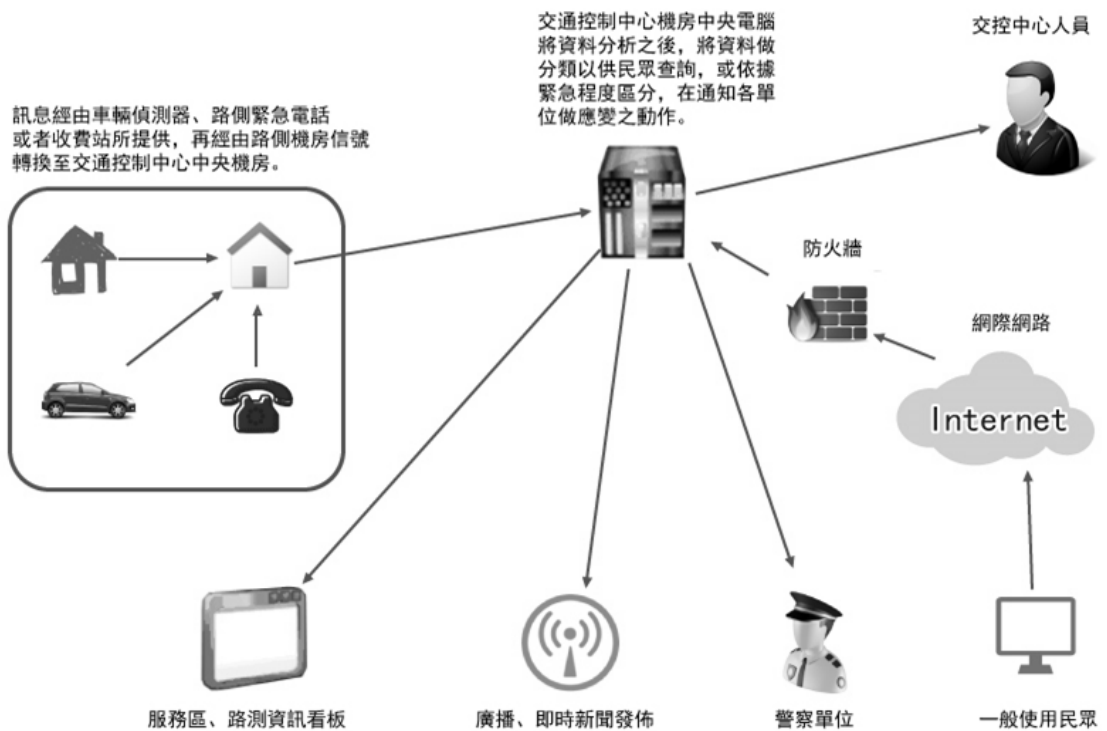 交通控制中心機房中央電腦
將資料分析之後，將資料做
分類以供民眾查詢，或依據
緊急程度區分，在通知各單
位做應變之動作。
交控中心人員
訊息經由車輛偵測器、路側緊急電話
或者收費站所提供，再經由路側機房信號
轉換至交通控制中心中央機房。
防火牆
網際網路
Internet
服務區、路測資訊看板
廣播、即時新聞發佈
警察單位
一般使用民眾